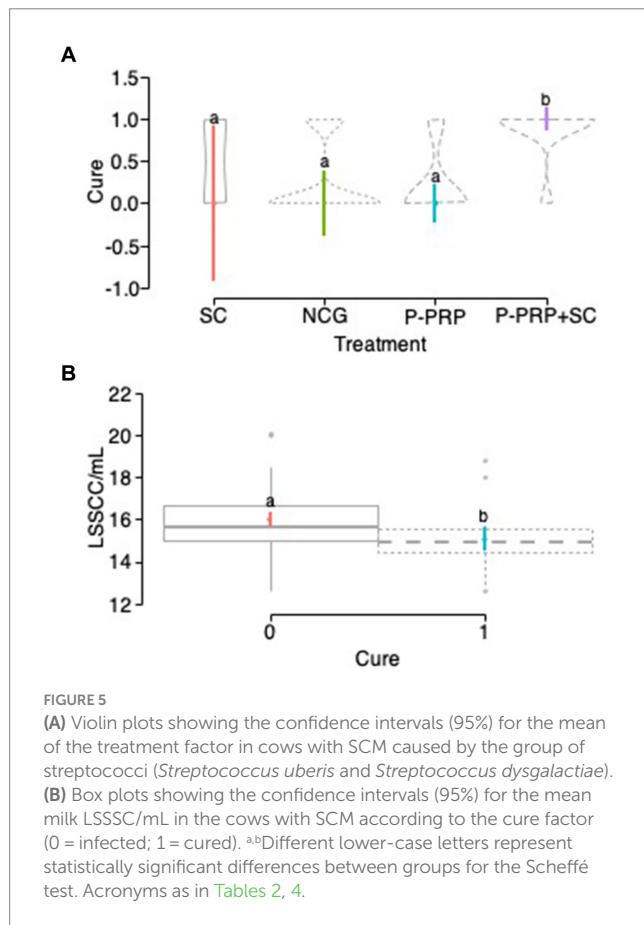 A
1.5
1.0
0.5
0.0
-0.5
-1.0
Cure
a
a
a
b
SC NCG P-PRP P-PRP+SC
Treatment
B
22
20
18
16
14
12
LSSCC/mL
a
b
0 1
Cure
FIGURE 5
(A) Violin plots showing the confidence intervals (95%) for the mean
of the treatment factor in cows with SCM caused by the group of
streptococci (Streptococcus uberis and Streptococcus dysgalactiae).
(B) Box plots showing the confidence intervals (95%) for the mean
milk LSSSC/mL in the cows with SCM according to the cure factor
(0 = infected; 1 = cured). a,bDifferent lower-case letters represent
statistically significant differences between groups for the Scheffé
test. Acronyms as in Tables 2, 4.